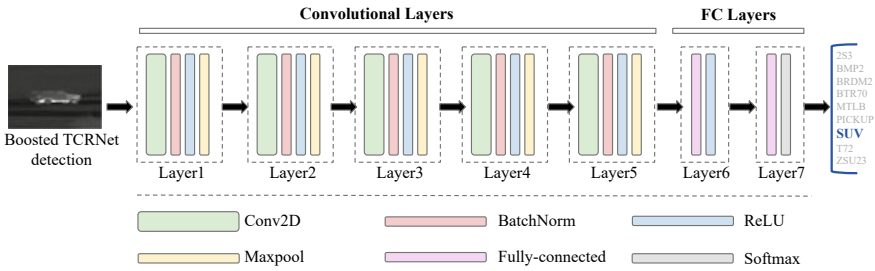 Convolutional Layers
FC Layers
Boosted TCRNet
detection
Layer1
Layer2
Layer3
Layer4
Layer5
Layer6
Layer7
2S3
BMP2
BRDM2
BTR70
MTLB
PICKUP
SUV
T72
ZSU23
Conv2D
BatchNorm
ReLU
Maxpool
Fully-connected
Softmax